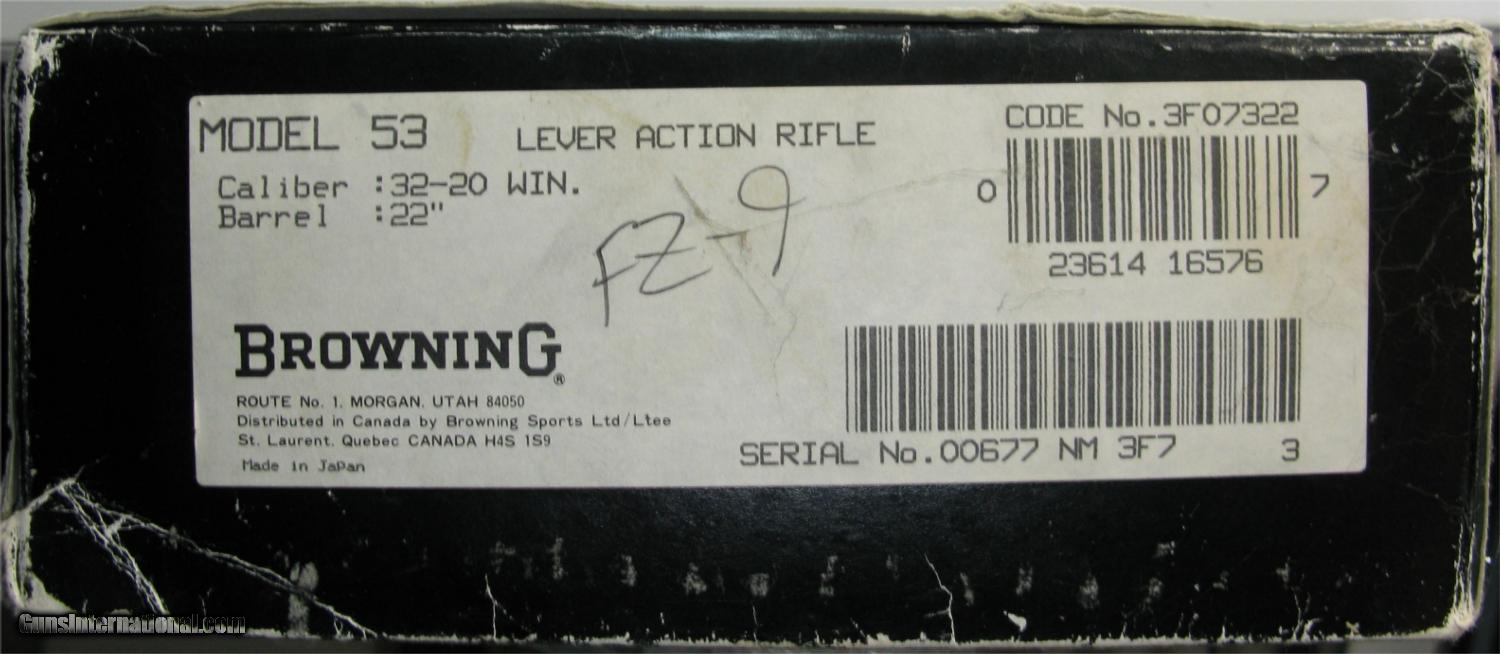 MODEL 53 LEVER ACTION RIFLE
CODE No.3F07322
Caliber :32-20 WIN.
Barrel :22"
FZ-9
0 23614 16576 7
BROWNING®
ROUTE No. 1, MORGAN, UTAH 84050
Distributed in Canada by Browning Sports Ltd/Ltee
St. Laurent, Quebec CANADA H4S 1S9
Made in Japan
SERIAL No.00677 NM 3F7 3
GunsInternational.com